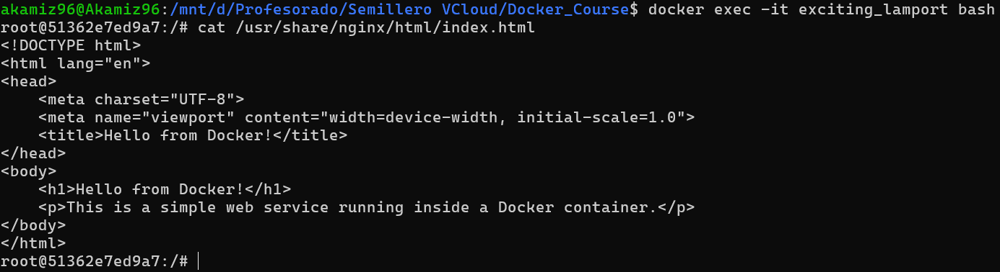 akamiz96@Akamiz96:/mnt/d/Profesorado/Semillero VCloud/Docker_Course$ docker exec -it exciting_lamport bash
root@51362e7ed9a7:/# cat /usr/share/nginx/html/index.html
<!DOCTYPE html>
<html lang="en">
<head>
    <meta charset="UTF-8">
    <meta name="viewport" content="width=device-width, initial-scale=1.0">
    <title>Hello from Docker!</title>
</head>
<body>
    <h1>Hello from Docker!</h1>
    <p>This is a simple web service running inside a Docker container.</p>
</body>
</html>
root@51362e7ed9a7:/#